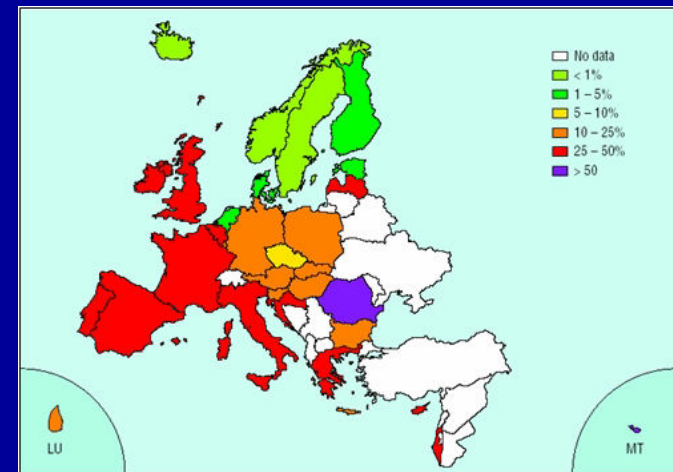 No data
< 1%
1 – 5%
5 – 10%
10 – 25%
25 – 50%
> 50
LU
MT